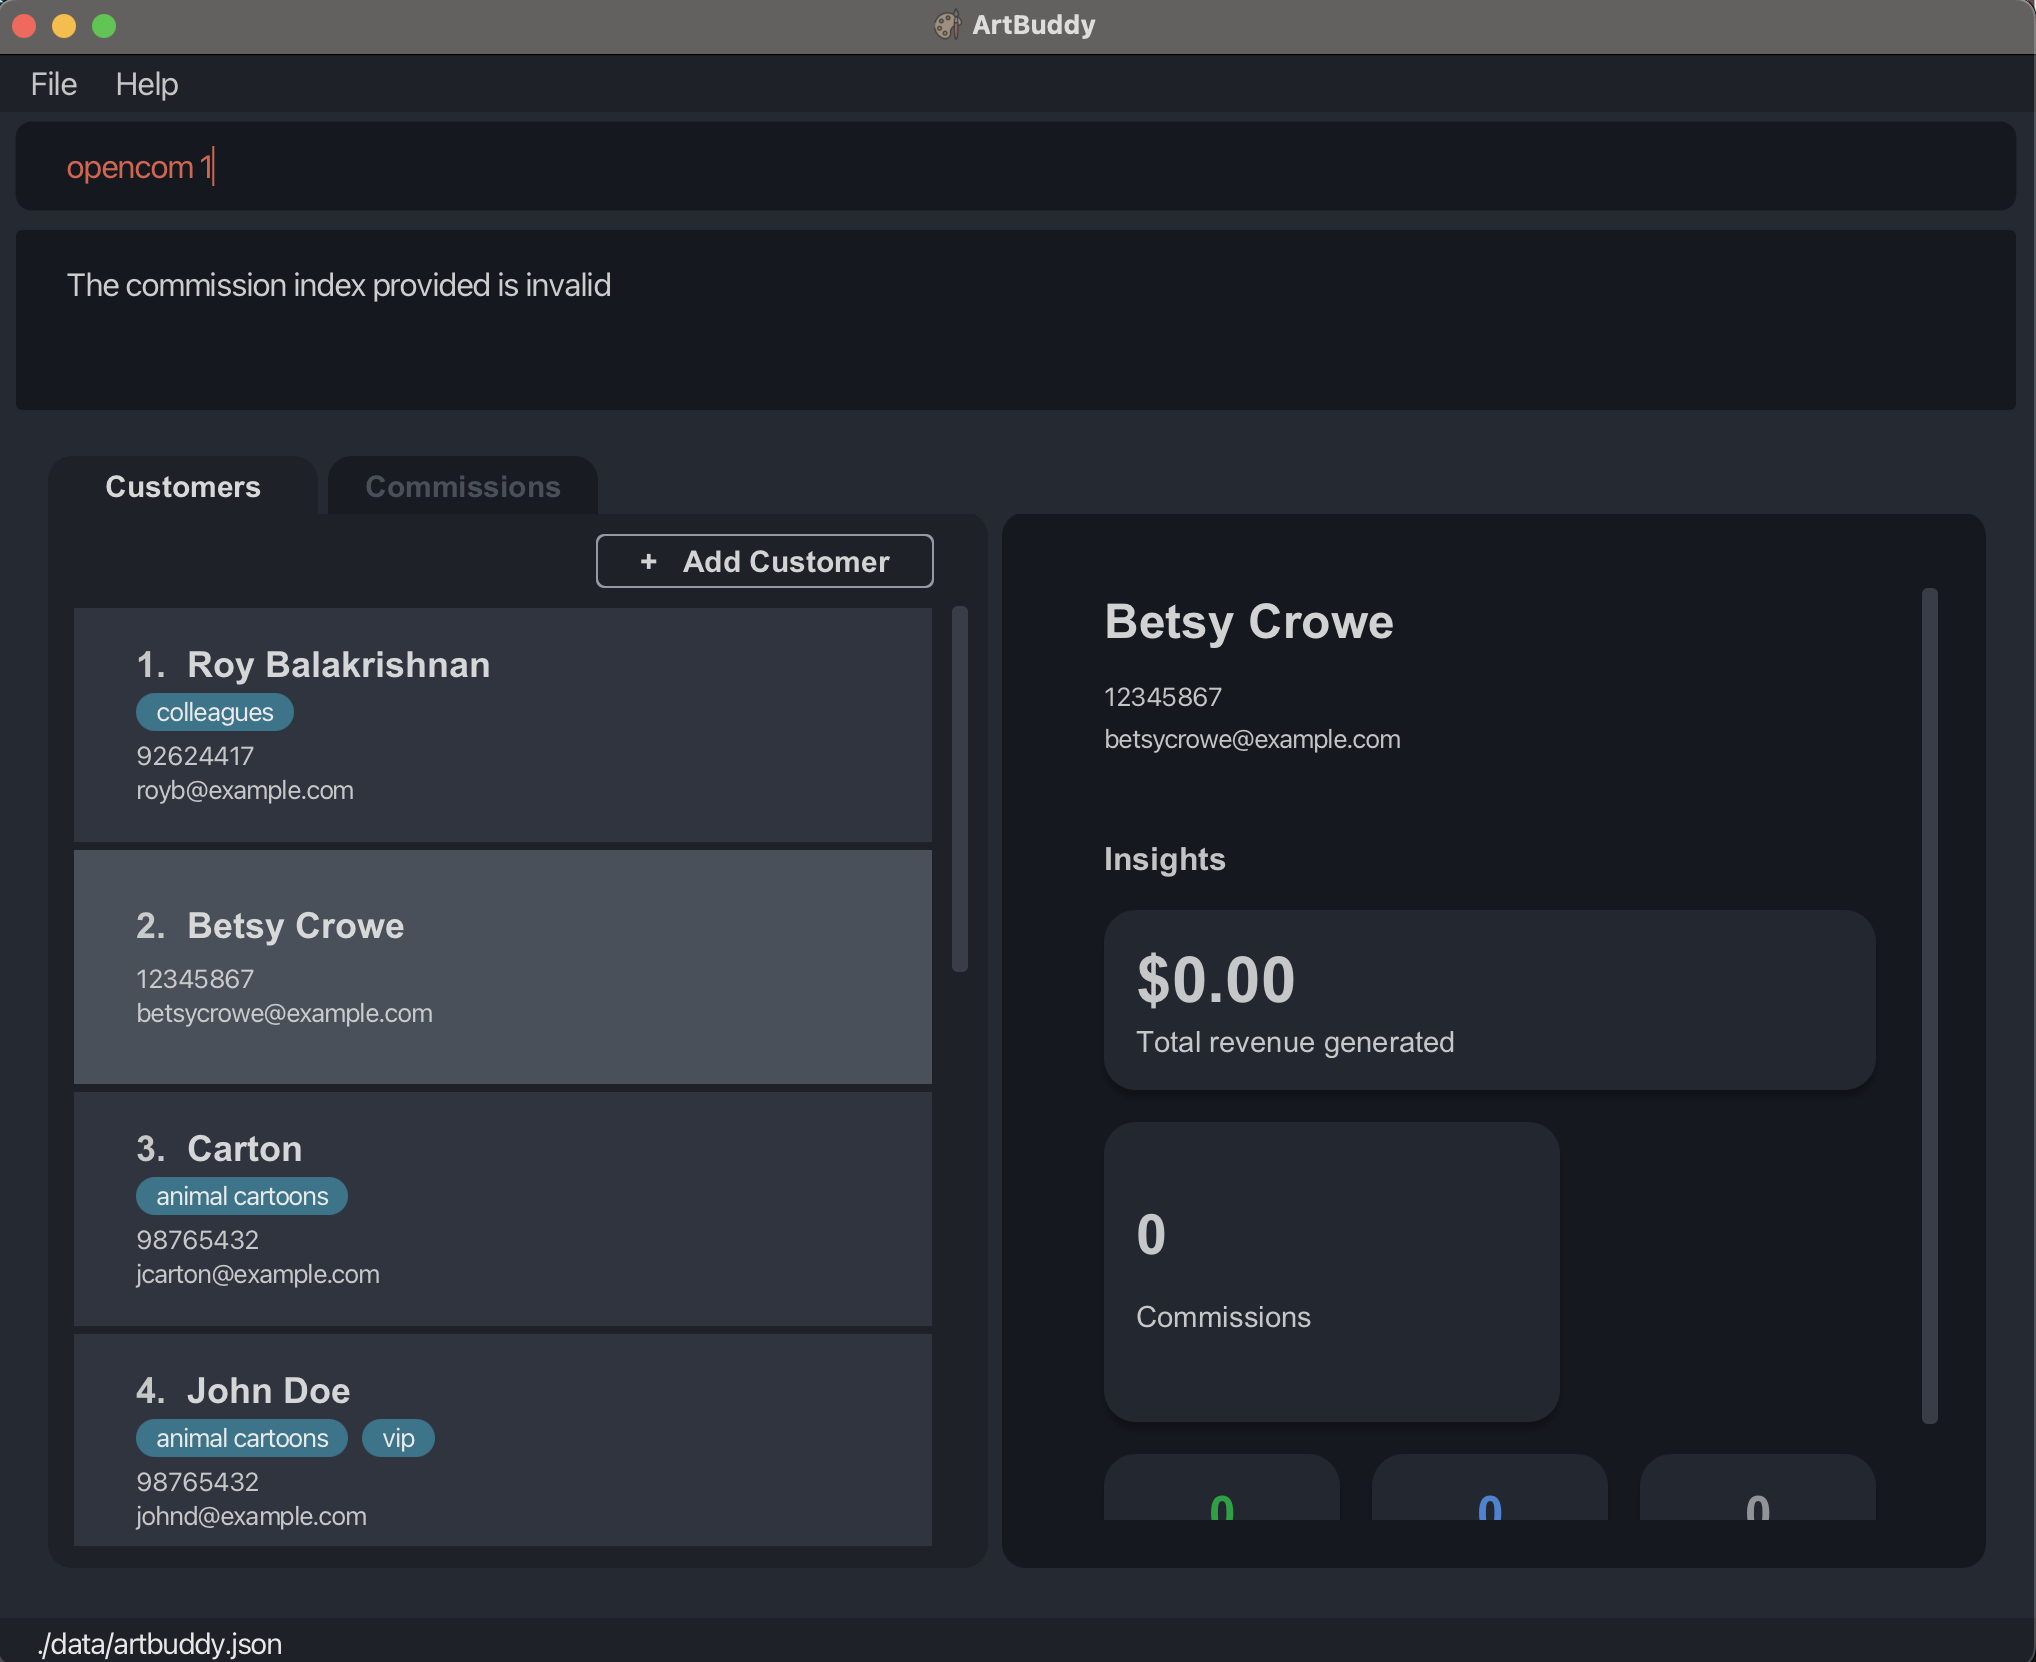 ArtBuddy
File Help
opencom 1
The commission index provided is invalid
Customers Commissions
+ Add Customer
1. Roy Balakrishnan
colleagues
92624417
royb@example.com
2. Betsy Crowe
12345867
betsycrowe@example.com
3. Carton
animal cartoons
98765432
jcarton@example.com
4. John Doe
animal cartoons vip
98765432
johnd@example.com
Betsy Crowe
12345867
betsycrowe@example.com
Insights
$0.00
Total revenue generated
0
Commissions
0 0 0
./data/artbuddy.json